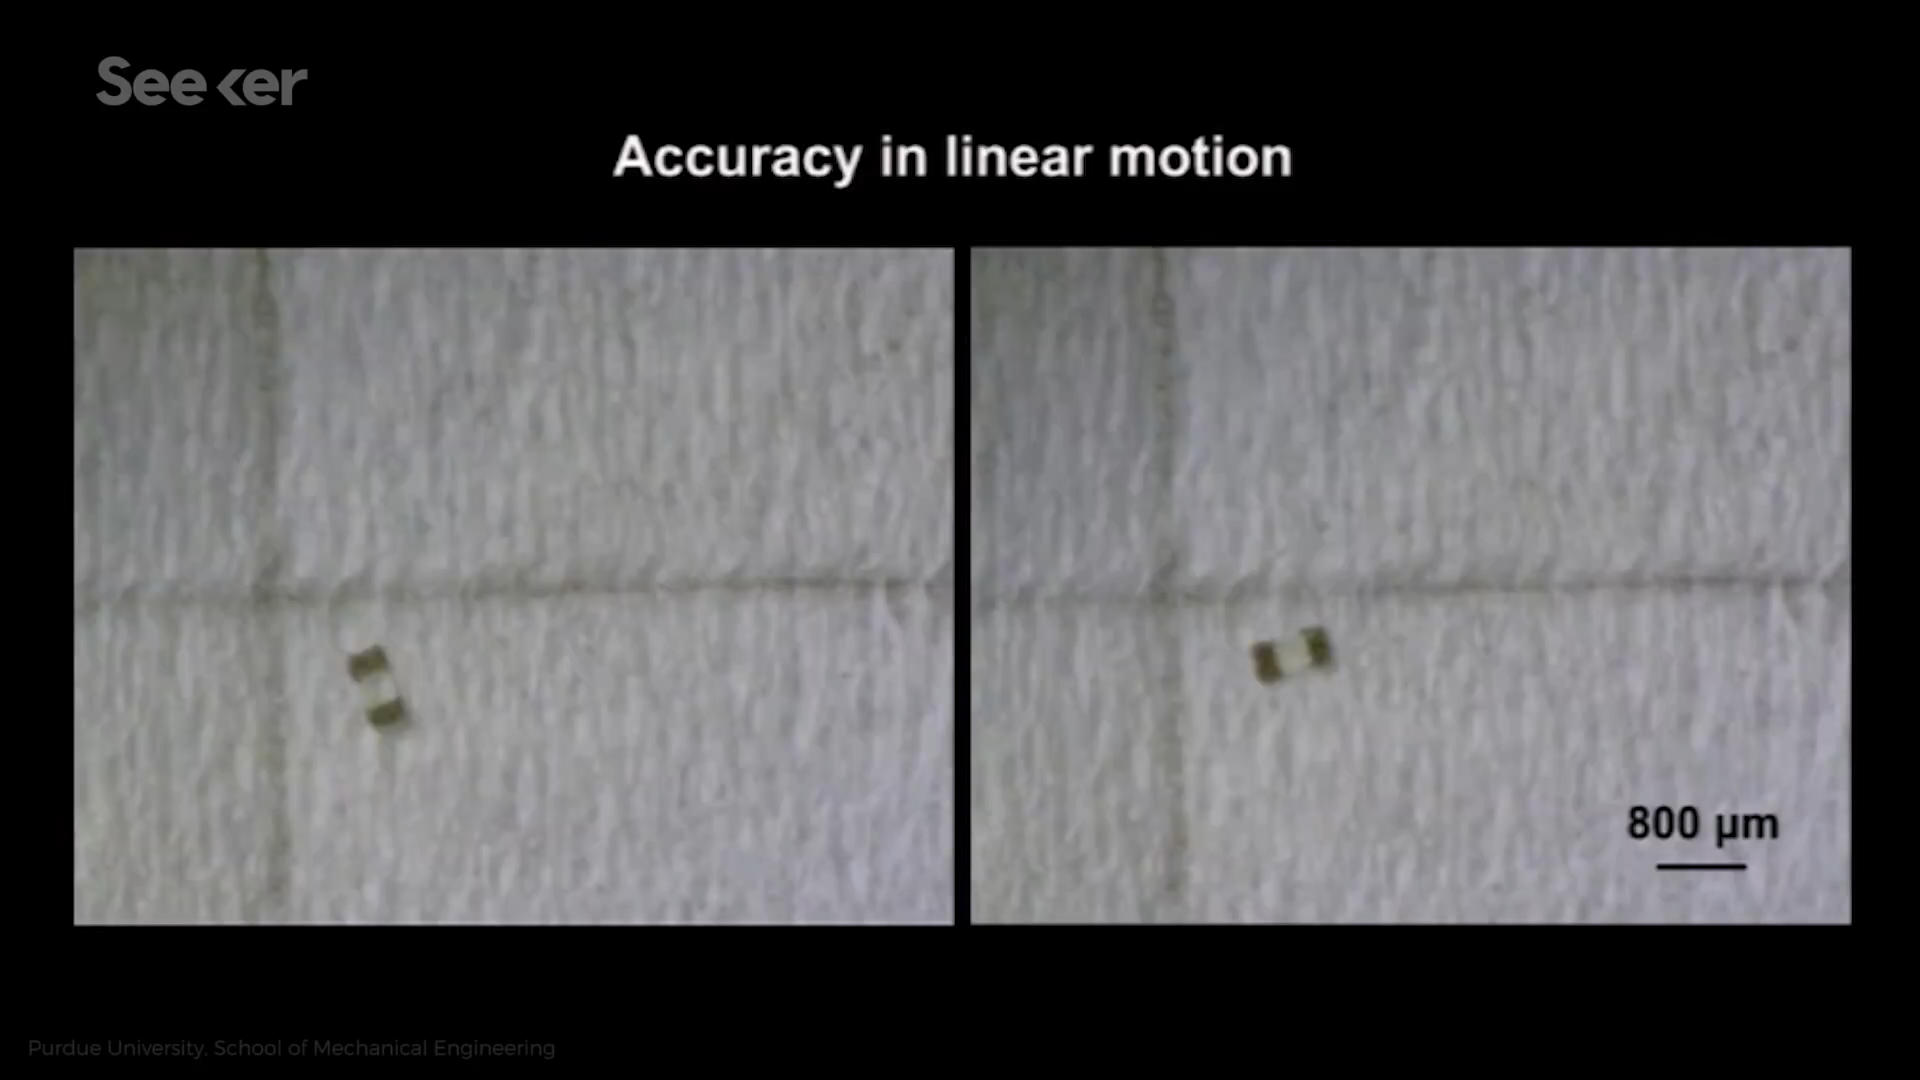 Seeker
Accuracy in linear motion
800 µm
Purdue University, School of Mechanical Engineering